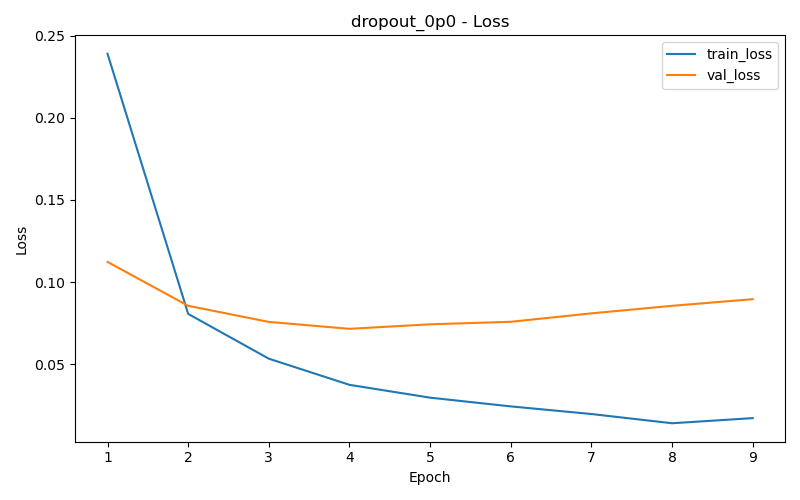 dropout_0p0 - Loss
train_loss
val_loss
0.25
0.20
0.15
0.10
0.05
Loss
1 2 3 4 5 6 7 8 9
Epoch